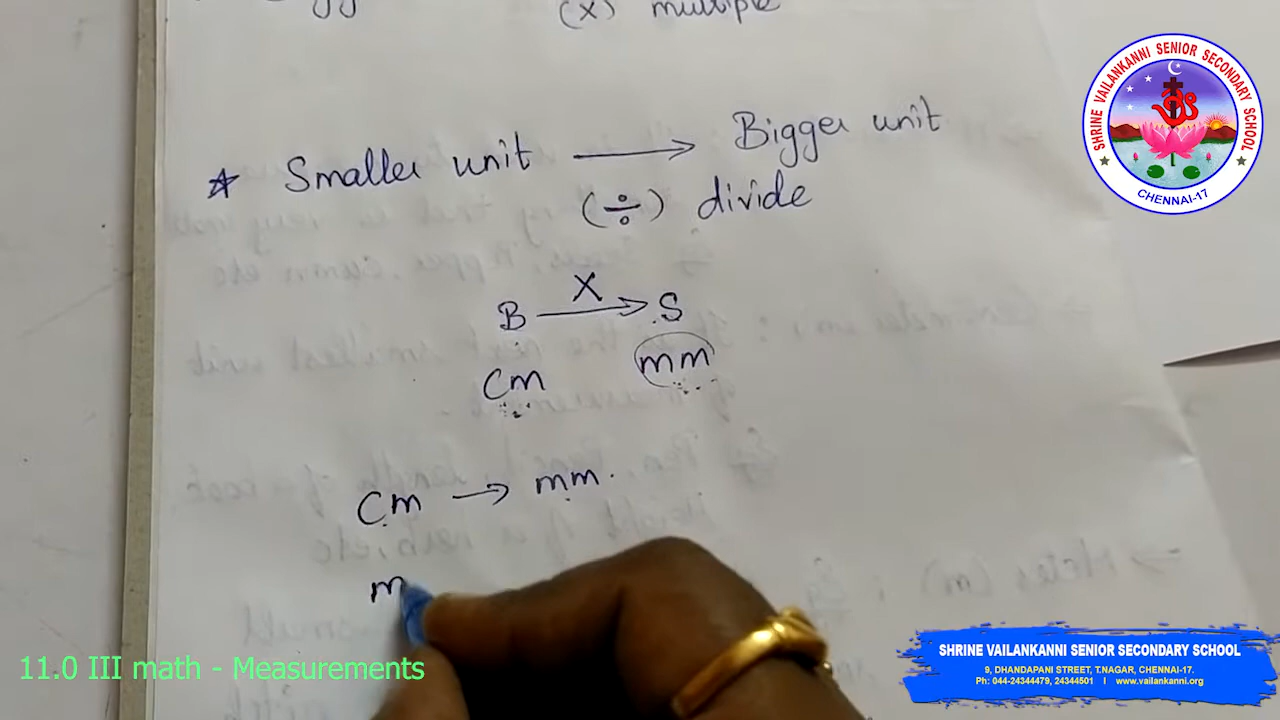 (x) multiple
☆ Smaller unit → Bigger unit
(÷) divide
B → S
X
Cm mm
Cm → mm.
m
SHRINE VAILANKANNI SENIOR SECONDARY SCHOOL
CHENNAI-17
11.0 III math - Measurements
SHRINE VAILANKANNI SENIOR SECONDARY SCHOOL
9, DHANDAPANI STREET, T.NAGAR, CHENNAI-17.
Ph: 044-24344479, 24344501 I www.vailankanni.org